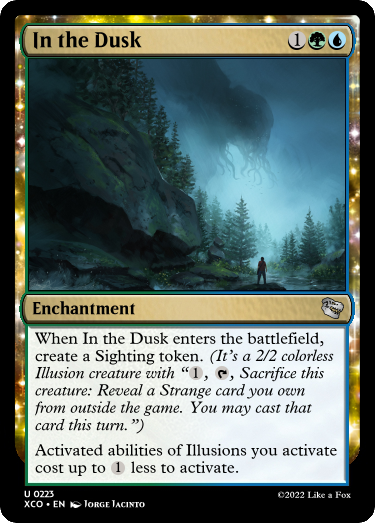 In the Dusk 1
Enchantment
When In the Dusk enters the battlefield,
create a Sighting token. (It's a 2/2 colorless
Illusion creature with “1, , Sacrifice this
creature: Reveal a Strange card you own
from outside the game. You may cast that
card this turn.”)
Activated abilities of Illusions you activate
cost up to 1 less to activate.
U 0223
XCO • EN Jorge Jacinto ©2022 Like a Fox